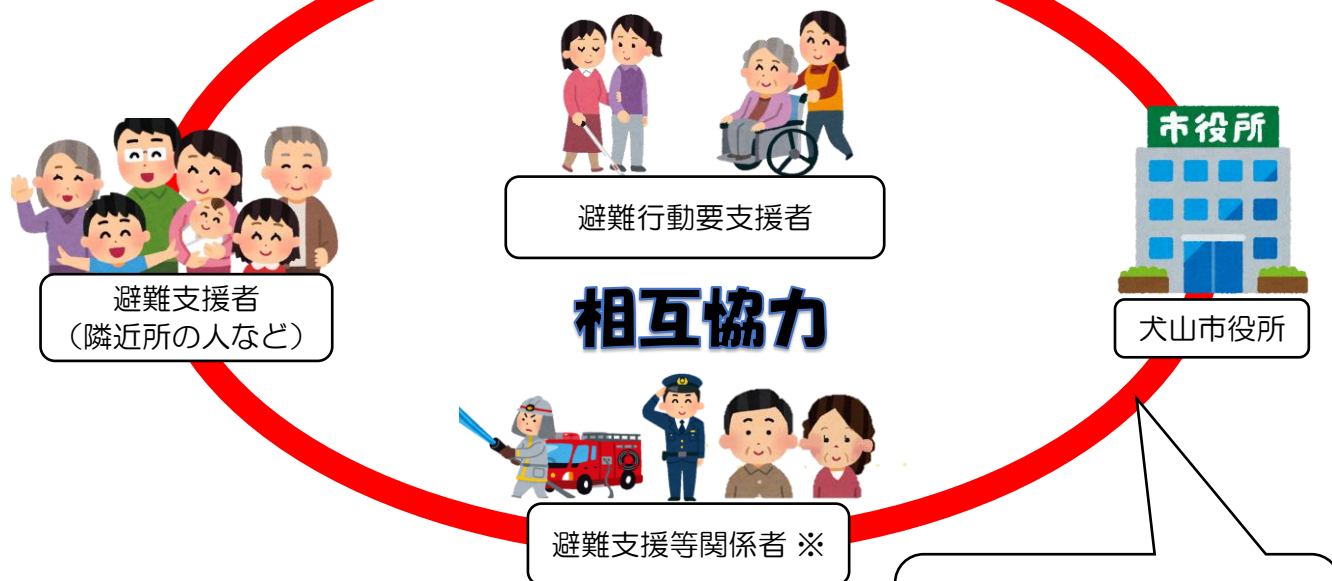 市役所
避難行動要支援者
避難支援者
（隣近所の人など）
相互協力
犬山市役所
避難支援等関係者 ※